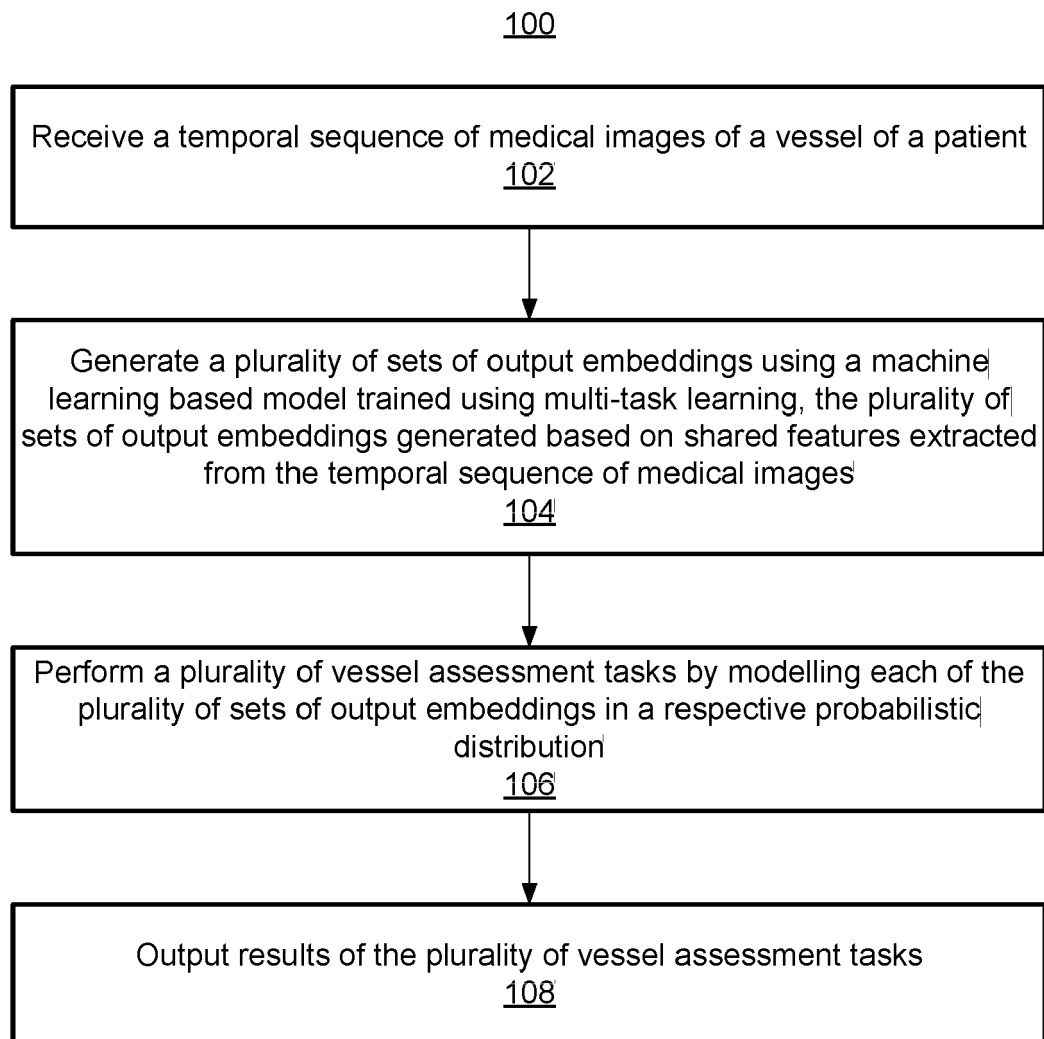 100
Receive a temporal sequence of medical images of a vessel of a patient
102
Generate a plurality of sets of output embeddings using a machine
learning based model trained using multi-task learning, the plurality of
sets of output embeddings generated based on shared features extracted
from the temporal sequence of medical images
104
Perform a plurality of vessel assessment tasks by modelling each of the
plurality of sets of output embeddings in a respective probabilistic
distribution
106
Output results of the plurality of vessel assessment tasks
108